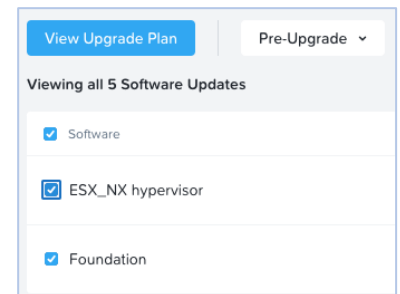 View Upgrade Plan
Pre-Upgrade
Viewing all 5 Software Updates
Software
ESX_NX hypervisor
Foundation